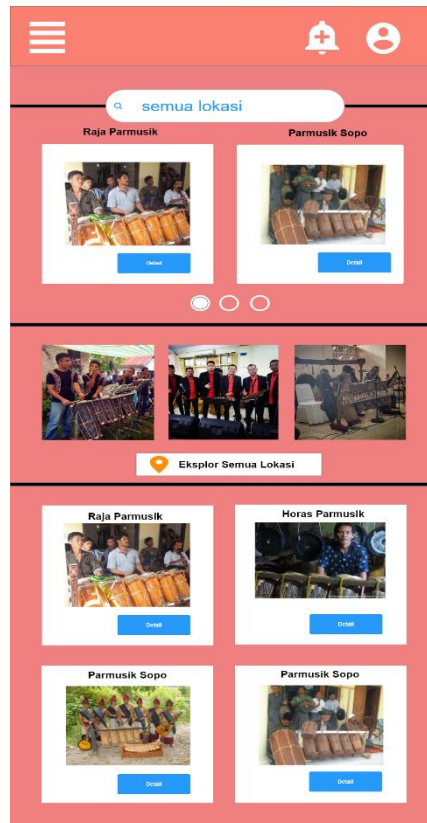 semua lokasi
Raja Parmusik
Parmusik Sopo
Detail
Detail
Eksplor Semua Lokasi
Raja Parmusik
Horas Parmusik
Detail
Detail
Parmusik Sopo
Parmusik Sopo
Detail
Detail